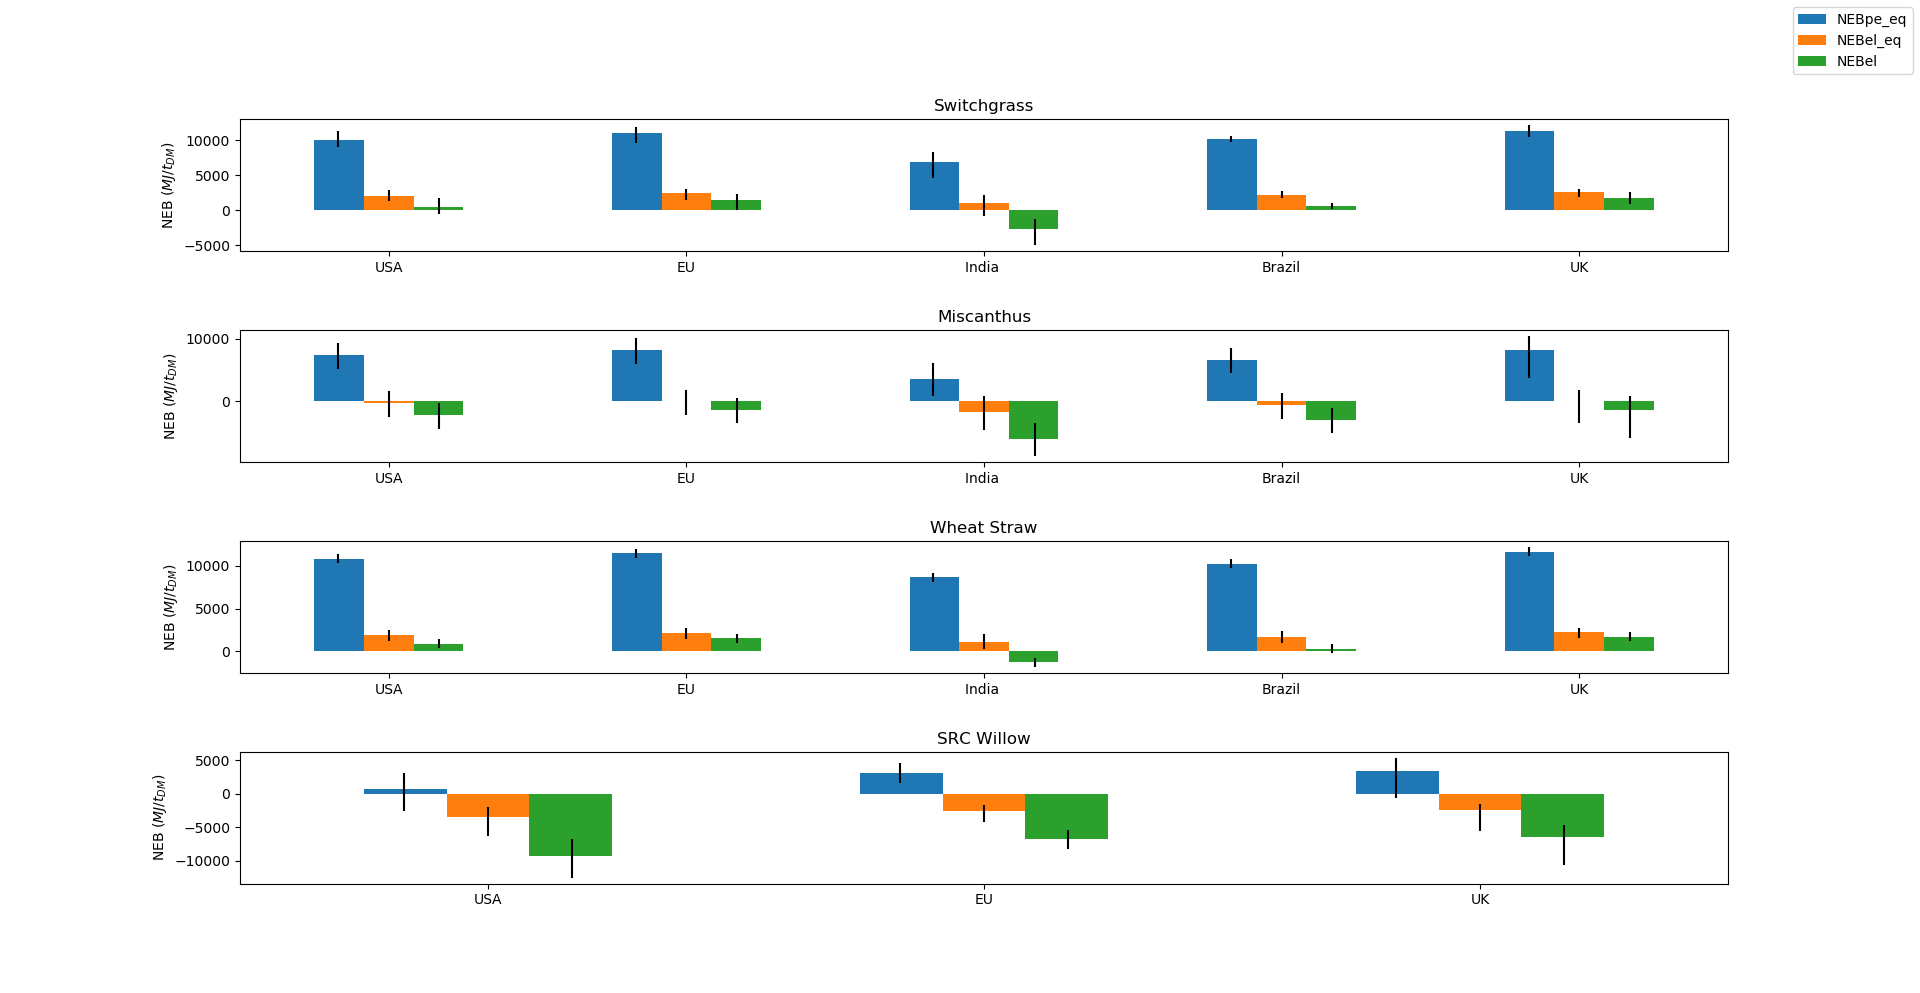 NEBpe_eq
NEBel_eq
NEBel
Switchgrass
NEB (MJ/t_DM)
10000
5000
0
−5000
USA EU India Brazil UK
Miscanthus
NEB (MJ/t_DM)
10000
0
USA EU India Brazil UK
Wheat Straw
NEB (MJ/t_DM)
10000
5000
0
USA EU India Brazil UK
SRC Willow
NEB (MJ/t_DM)
5000
0
−5000
−10000
USA EU UK